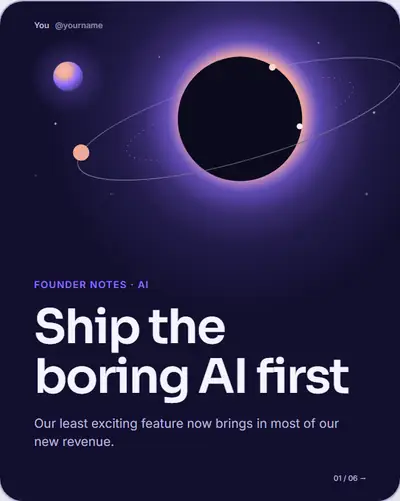 You @yourname
FOUNDER NOTES · AI
Ship the
boring AI first
Our least exciting feature now brings in most of our
new revenue.
01 / 06 →